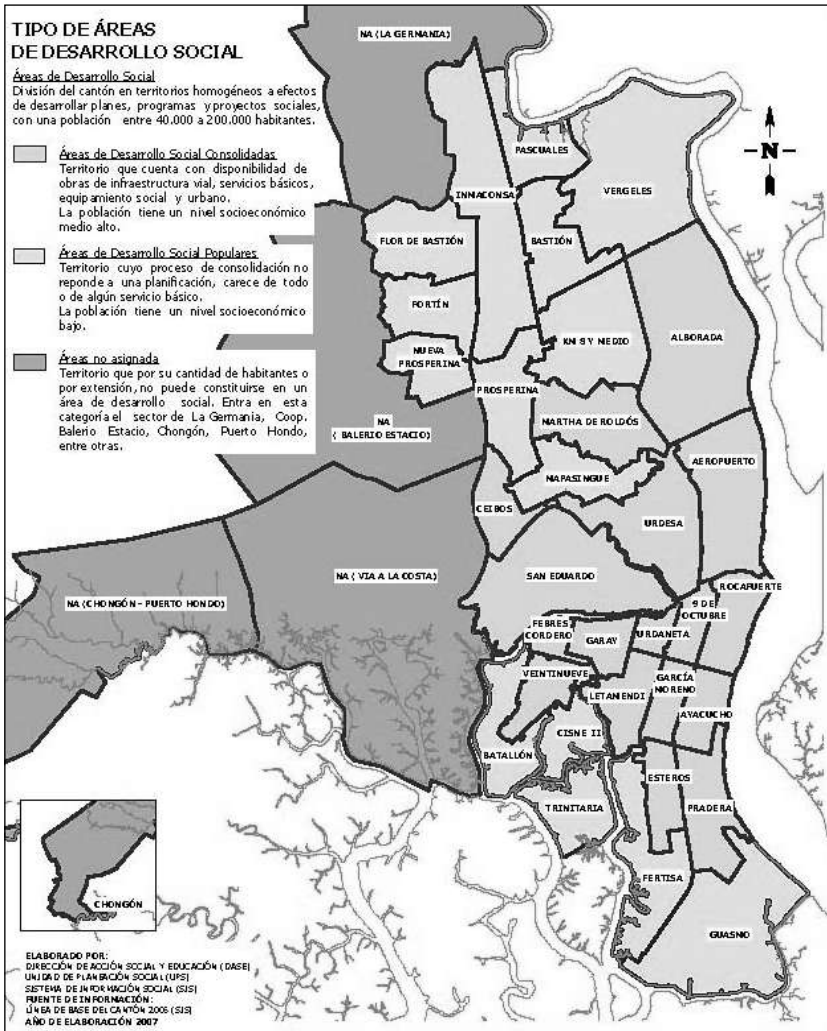 TIPO DE ÁREAS
DE DESARROLLO SOCIAL
Áreas de Desarrollo Social
División del cantón en territorios homogéneos a efectos
de desarrollar planes, programas y proyectos sociales,
con una población entre 40.000 a 200.000 habitantes.
Áreas de Desarrollo Social Consolidadas
Territorio que cuenta con disponibilidad de
obras de infraestructura vial, servicios básicos,
equipamiento social y urbano.
La población tiene un nivel socioeconómico
medio alto.
Áreas de Desarrollo Social Populares
Territorio cuyo proceso de consolidación no
reponde a una planificación, carece de todo
o de algún servicio básico.
La población tiene un nivel socioeconómico
bajo.
Áreas no asignada
Territorio que por su cantidad de habitantes o
por extensión, no puede constituirse en un
área de desarrollo social. Entra en esta
categoría el sector de La Germania, Coop.
Balerio Estacio, Chongón, Puerto Hondo,
entre otras.
NA (LA GERMANIA)
N
PASCUALES
INMACONSA
VERGELES
FLOR DE BASTIÓN
BASTIÓN
FORTÍN
KM 8 Y MEDIO
ALBORADA
NUEVA
PROSPERINA
PROSPERINA
MARTHA DE ROLDÓS
NA
( BALERIO ESTACIO)
AEROPUERTO
MAPASINGUE
CEIBOS
URDESA
NA ( VIA A LA COSTA)
SAN EDUARDO
NA (CHONGÓN - PUERTO HONDO)
ROCAFUERTE
9 DE
OCTUBRE
FEBRES
CORDERO
GARAY
URDANETA
VEINTINUEVE
LETAMENDI
GARCÍA
MORENO
AYACUCHO
CISNE II
BATALLÓN
ESTEROS
TRINITARIA
PRADERA
FERTISA
GUASMO
CHONGÓN
ELABORADO POR:
DIRECCIÓN DE ACCIÓN SOCIAL Y EDUCACIÓN (DASE)
UNIDAD DE PLANEACIÓN SOCIAL (UPS)
SISTEMA DE INFORMACIÓN SOCIAL (SIS)
FUENTE DE INFORMACIÓN:
LÍNEA DE BASE DEL CANTÓN 2006 (SIS)
AÑO DE ELABORACIÓN 2007